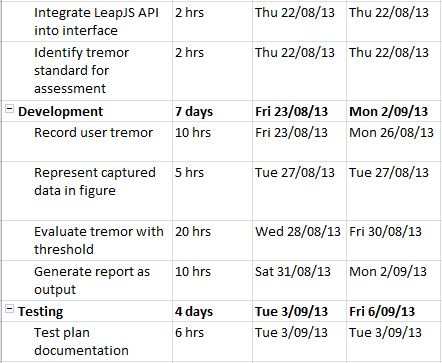 Integrate LeapJS API 2 hrs Thu 22/08/13 Thu 22/08/13
into interface
Identify tremor 2 hrs Thu 22/08/13 Thu 22/08/13
standard for
assessment
Development 7 days Fri 23/08/13 Mon 2/09/13
Record user tremor 10 hrs Fri 23/08/13 Mon 26/08/13
Represent captured 5 hrs Tue 27/08/13 Tue 27/08/13
data in figure
Evaluate tremor with 20 hrs Wed 28/08/13 Fri 30/08/13
threshold
Generate report as 10 hrs Sat 31/08/13 Mon 2/09/13
output
Testing 4 days Tue 3/09/13 Fri 6/09/13
Test plan 6 hrs Tue 3/09/13 Tue 3/09/13
documentation